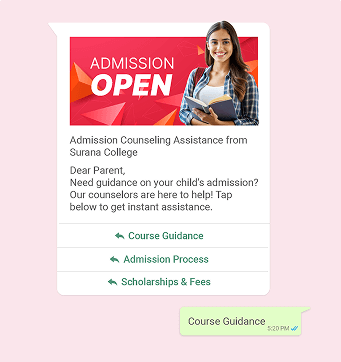 ADMISSION
OPEN
Admission Counseling Assistance from
Surana College
Dear Parent,
Need guidance on your child's admission?
Our counselors are here to help! Tap
below to get instant assistance.
Course Guidance
Admission Process
Scholarships & Fees
Course Guidance
5:20 PM